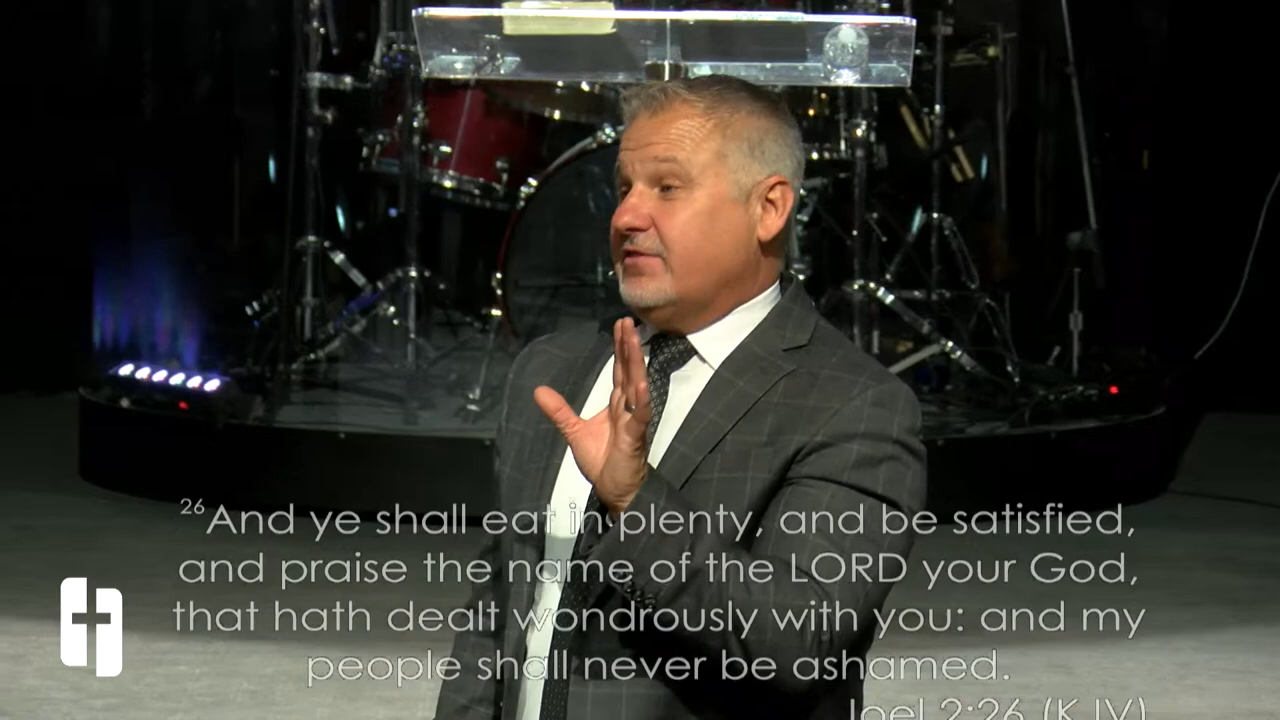 26And ye shall eat in plenty, and be satisfied,
and praise the name of the LORD your God,
that hath dealt wondrously with you: and my
people shall never be ashamed.
Joel 2:26 (KJV)